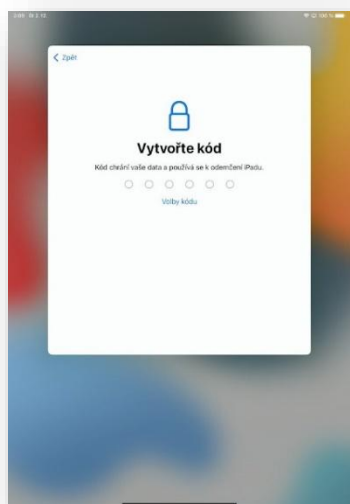 Zpět
Vytvořte kód
Kód chrání vaše data a používá se k odemčení iPadu.
Volby kódu